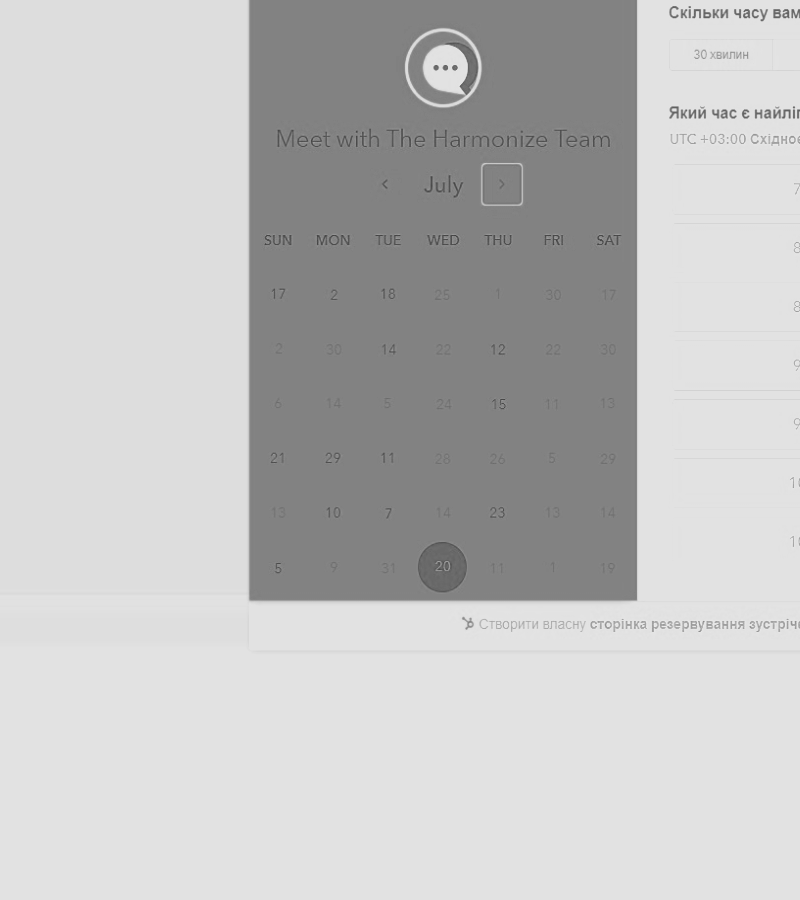 Скільки часу вам
30 хвилин
Який час є найліп
UTC +03:00 Східноє
Meet with The Harmonize Team
July
SUN MON TUE WED THU FRI SAT
17 2 18 25 1 30 17
2 30 14 22 12 22 30
6 14 5 24 15 11 13
21 29 11 28 26 5 29
13 10 7 14 23 13 14
5 9 31 20 11 1 19
7
8
8
9
9
10
10
Створити власну сторінка резервування зустріче